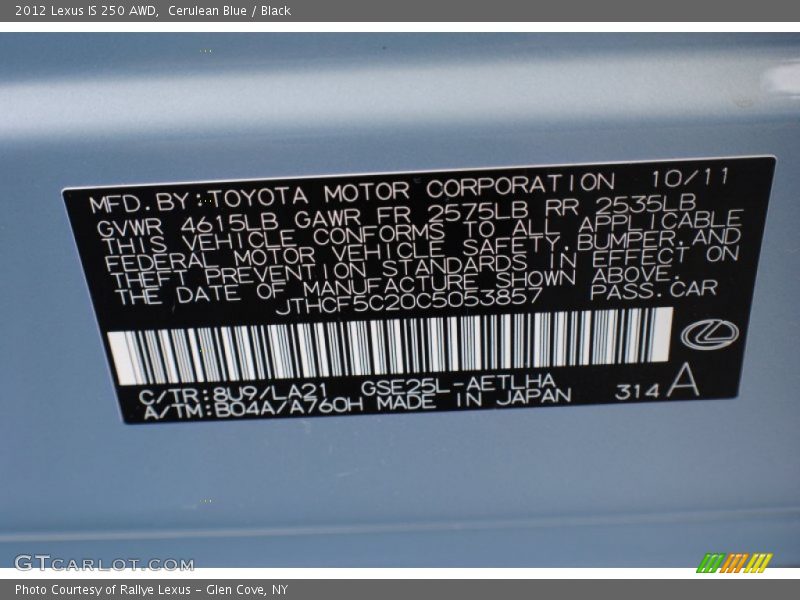 2012 Lexus IS 250 AWD,  Cerulean Blue / Black
MFD.BY:TOYOTA MOTOR CORPORATION 10/11
GVWR 4615LB GAWR FR 2575LB RR 2535LB
THIS VEHICLE CONFORMS TO ALL APPLICABLE
FEDERAL MOTOR VEHICLE SAFETY,BUMPER,AND
THEFT PREVENTION STANDARDS IN EFFECT ON
THE DATE OF MANUFACTURE SHOWN ABOVE.
JTHCF5C20C5053857 PASS.CAR
C/TR:8U9/LA21 GSE25L-AETLHA
A/TM:B04A/A760H MADE IN JAPAN 314 A
GTCARLOT.COM
Photo Courtesy of Rallye Lexus - Glen Cove, NY